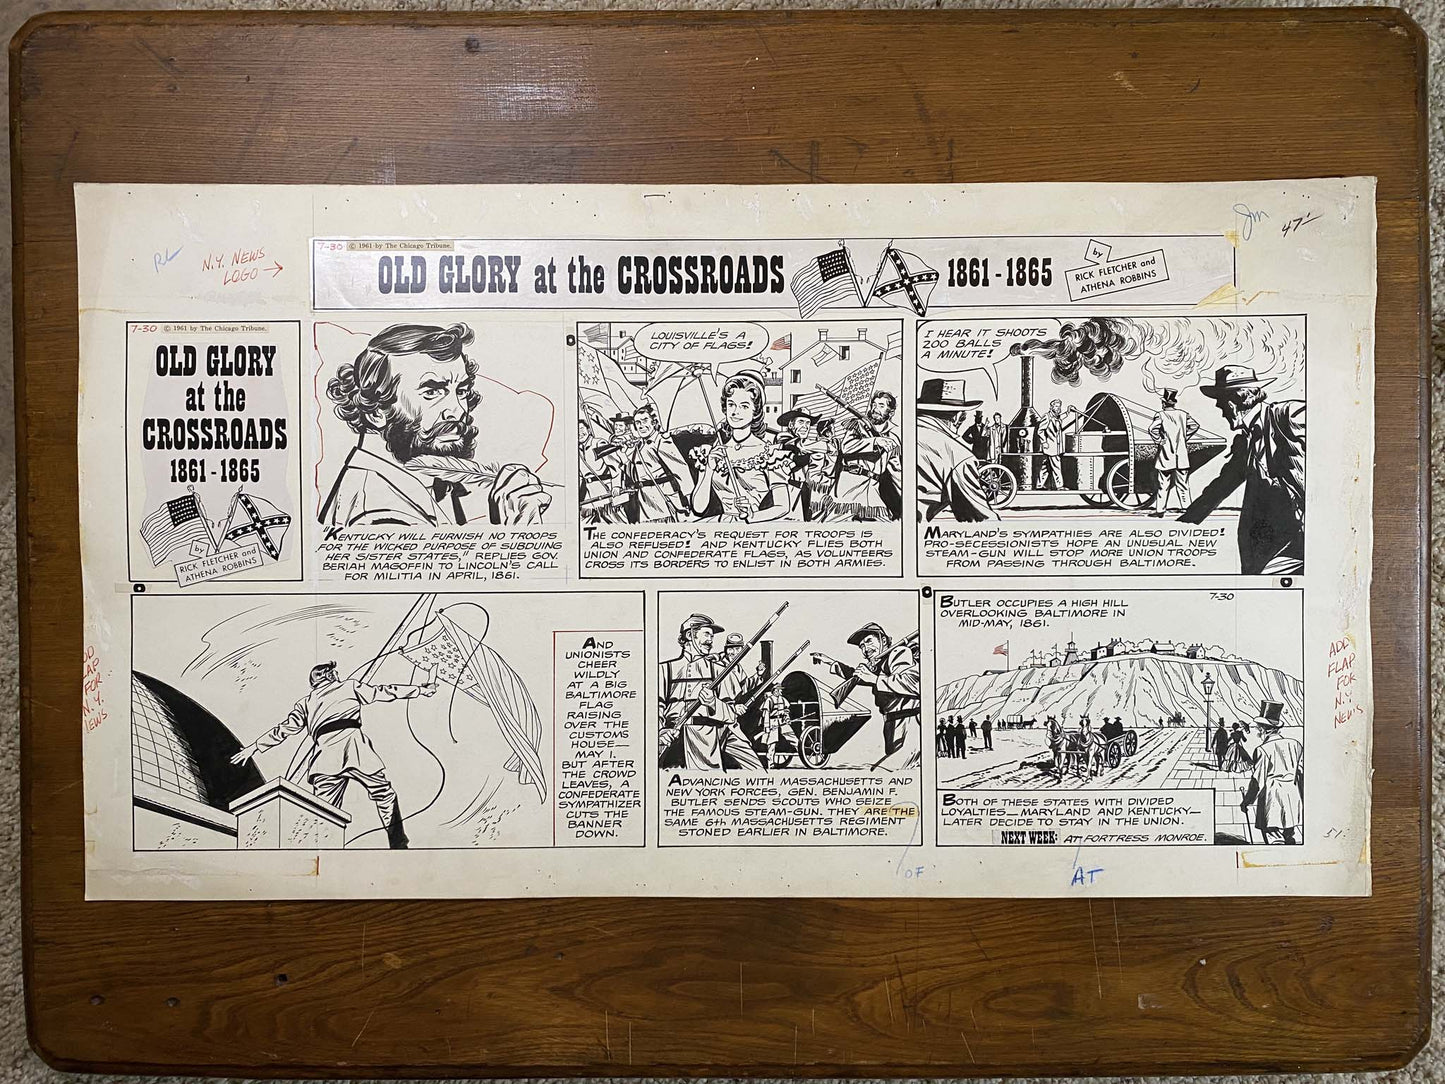 RL
N.Y. NEWS
LOGO →
Jm
47'
7-30 © 1961 by The Chicago Tribune.
OLD GLORY at the CROSSROADS 1861-1865
by
RICK FLETCHER and
ATHENA ROBBINS
7-30 © 1961 by The Chicago Tribune.
OLD GLORY
at the
CROSSROADS
1861-1865
by
RICK FLETCHER and
ATHENA ROBBINS
"KENTUCKY WILL FURNISH NO TROOPS
FOR THE WICKED PURPOSE OF SUBDUING
HER SISTER STATES," REPLIES GOV.
BERIAH MAGOFFIN TO LINCOLN'S CALL
FOR MILITIA IN APRIL, 1861.
LOUISVILLE'S A
CITY OF FLAGS!
THE CONFEDERACY'S REQUEST FOR TROOPS IS
ALSO REFUSED! AND KENTUCKY FLIES BOTH
UNION AND CONFEDERATE FLAGS, AS VOLUNTEERS
CROSS ITS BORDERS TO ENLIST IN BOTH ARMIES.
I HEAR IT SHOOTS
200 BALLS
A MINUTE!
MARYLAND'S SYMPATHIES ARE ALSO DIVIDED!
PRO-SECESSIONISTS HOPE AN UNUSUAL NEW
STEAM-GUN WILL STOP MORE UNION TROOPS
FROM PASSING THROUGH BALTIMORE.
FOR
N.Y.
NEWS
AND
UNIONISTS
CHEER
WILDLY
AT A BIG
BALTIMORE
FLAG
RAISING
OVER THE
CUSTOMS
HOUSE—
MAY 1.
BUT AFTER
THE CROWD
LEAVES, A
CONFEDERATE
SYMPATHIZER
CUTS THE
BANNER
DOWN.
ADVANCING WITH MASSACHUSETTS AND
NEW YORK FORCES, GEN. BENJAMIN F.
BUTLER SENDS SCOUTS WHO SEIZE
THE FAMOUS STEAM-GUN. THEY ARE THE
SAME 6th MASSACHUSETTS REGIMENT
STONED EARLIER IN BALTIMORE.
OF
BUTLER OCCUPIES A HIGH HILL
OVERLOOKING BALTIMORE IN
MID-MAY, 1861.
7-30
BOTH OF THESE STATES WITH DIVIDED
LOYALTIES—MARYLAND AND KENTUCKY—
LATER DECIDE TO STAY IN THE UNION.
NEXT WEEK: AT FORTRESS MONROE.
AT
ADD
FLAP
FOR
N.Y.
NEWS